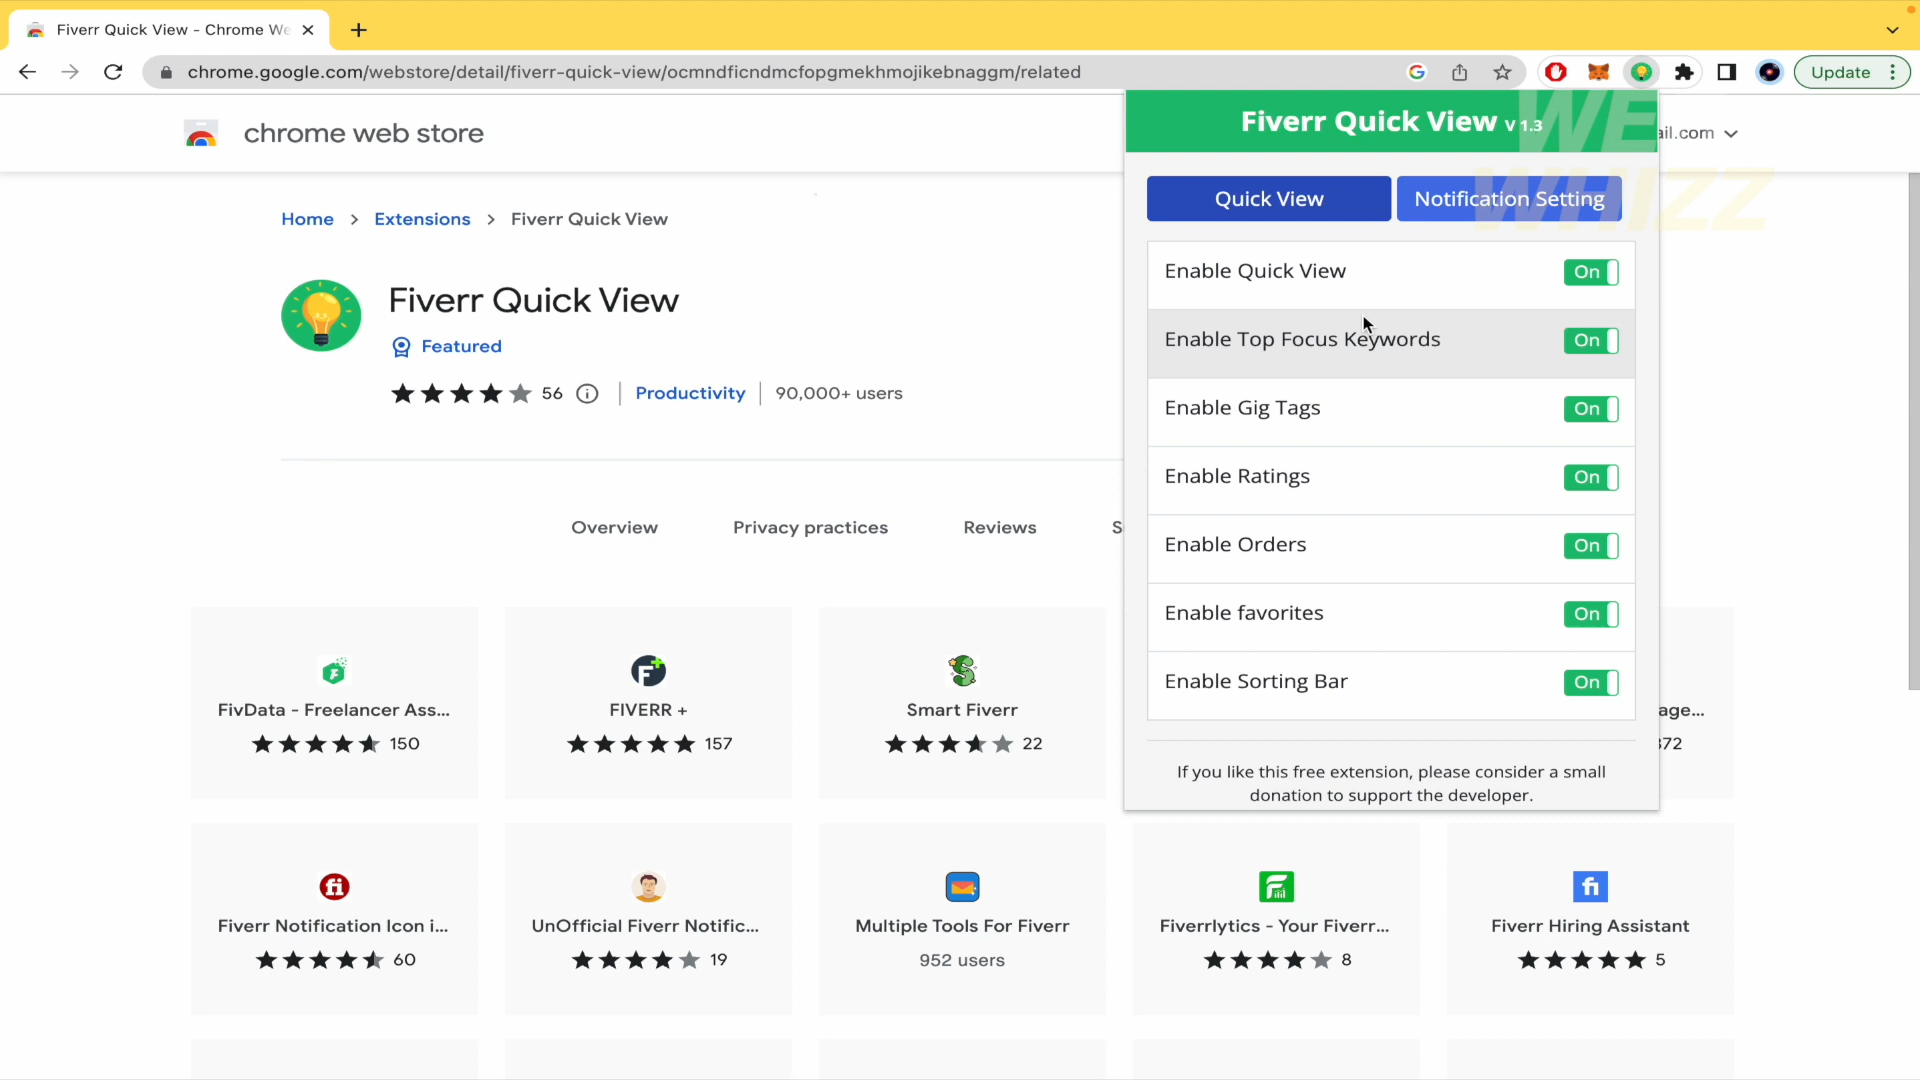 Fiverr Quick View - Chrome We
chrome.google.com/webstore/detail/fiverr-quick-view/ocmndficndmcfopgmekhmojikebnaggm/related
Update
chrome web store
ail.com
Fiverr Quick View V 1.3
WE
WHIZZ
Quick View
Notification Setting
Home > Extensions > Fiverr Quick View
Fiverr Quick View
Featured
56
Productivity
90,000+ users
Enable Quick View On
Enable Top Focus Keywords On
Enable Gig Tags On
Enable Ratings On
Enable Orders On
Enable favorites On
Enable Sorting Bar On
If you like this free extension, please consider a small
donation to support the developer.
Overview
Privacy practices
Reviews
S
FivData - Freelancer Ass...
150
FIVERR +
157
Smart Fiverr
22
age...
372
Fiverr Notification Icon i...
60
UnOfficial Fiverr Notific...
19
Multiple Tools For Fiverr
952 users
Fiverrlytics - Your Fiverr...
8
Fiverr Hiring Assistant
5